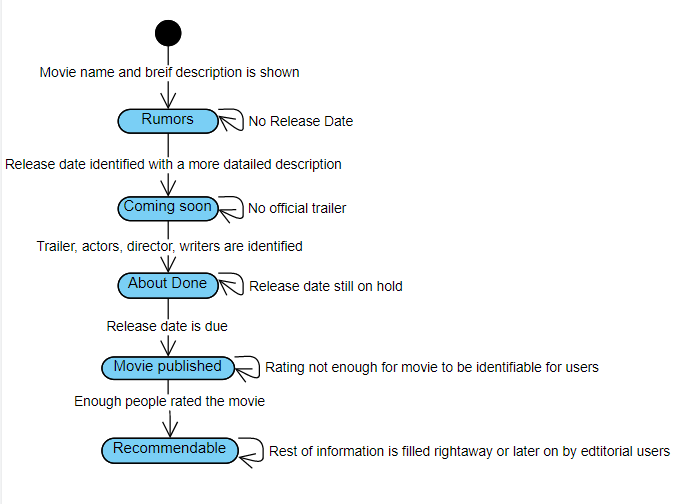 Movie name and breif description is shown
Rumors
No Release Date
Release date identified with a more datailed description
Coming soon
No official trailer
Trailer, actors, director, writers are identified
About Done
Release date still on hold
Release date is due
Movie published
Rating not enough for movie to be identifiable for users
Enough people rated the movie
Recommendable
Rest of information is filled rightaway or later on by edtitorial users